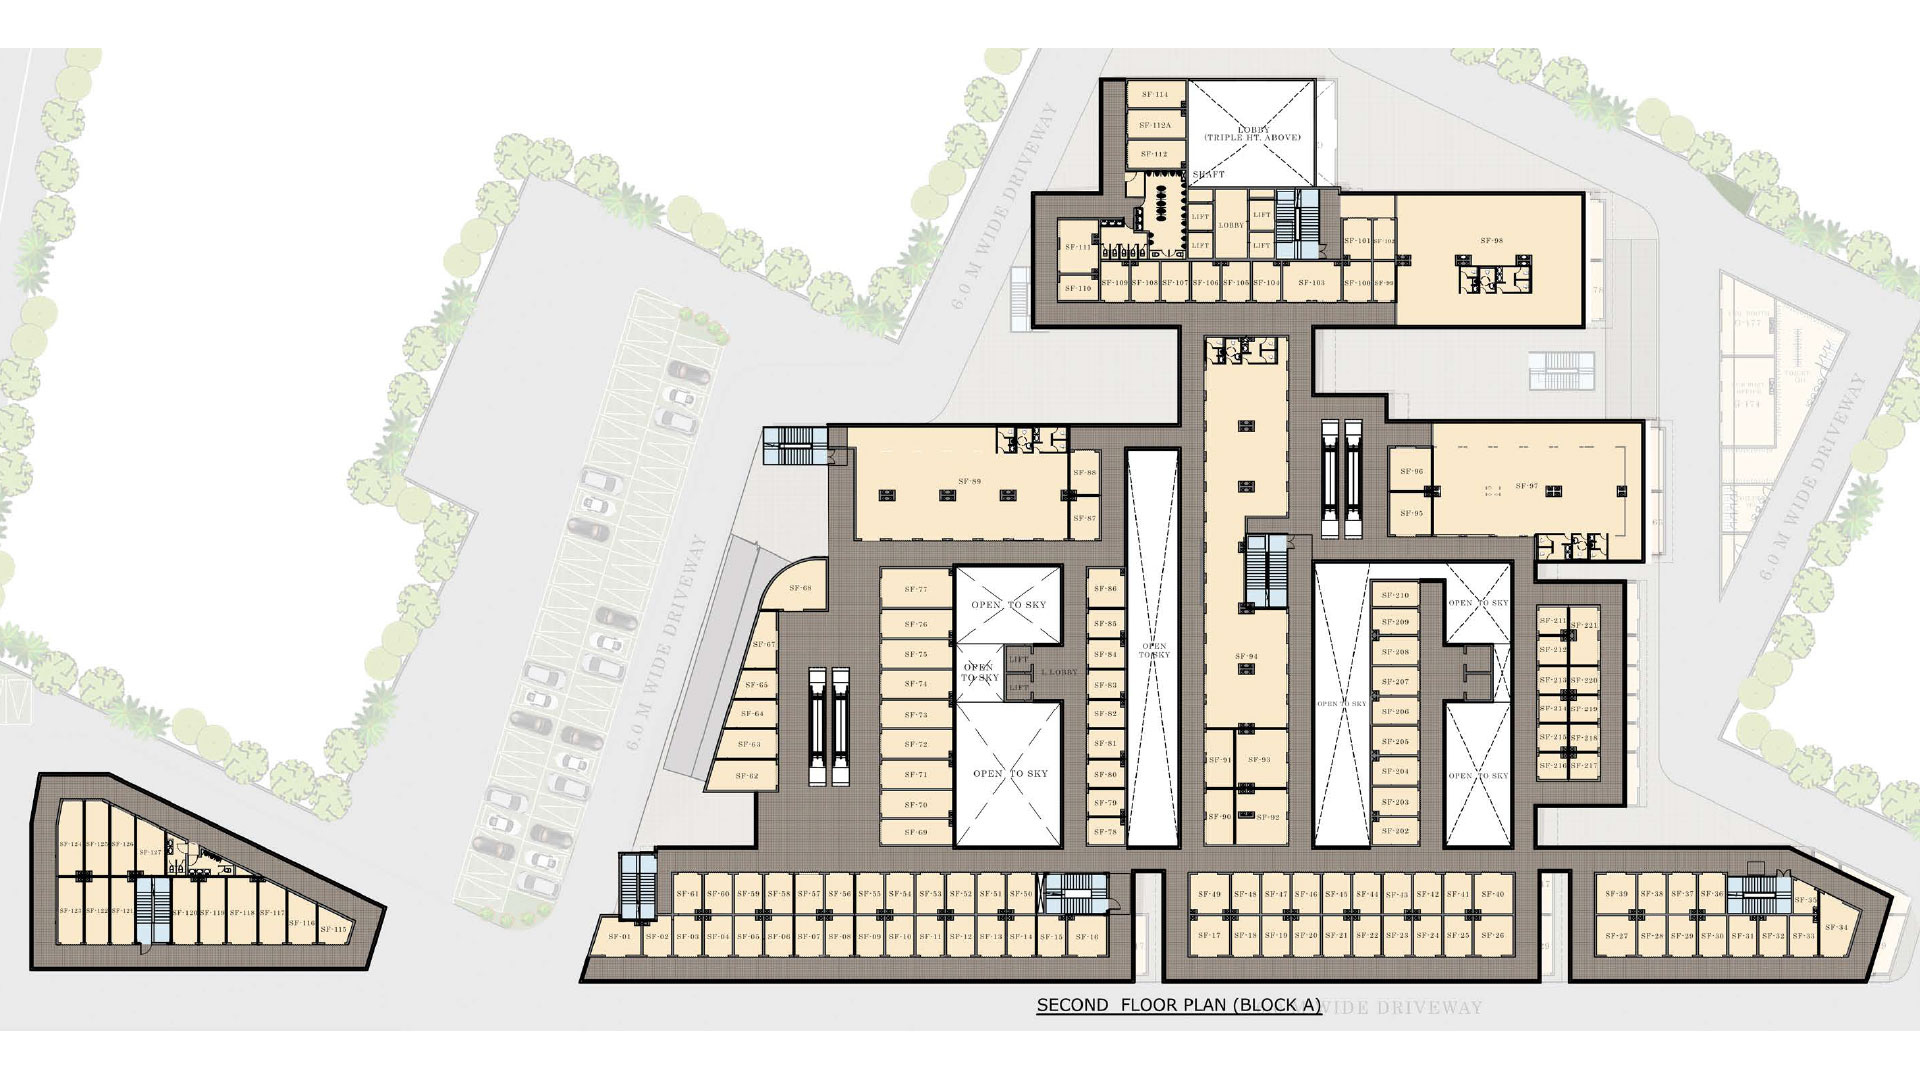 SF-114
SF-112A
SF-112
LOBBY
(TRIPLE HT. ABOVE)
SHAFT
LIFT
LIFT
LOBBY
LIFT
LIFT
SF-111
SF-110
SF-109
SF-108
SF-107
SF-106
SF-105
SF-104
SF-103
SF-101
SF-102
SF-100
SF-99
SF-98
6.0 M WIDE DRIVEWAY
6.0 M WIDE DRIVEWAY
6.0 M WIDE DRIVEWAY
SF-89
SF-88
SF-87
SF-96
SF-95
SF-97
SF-68
SF-67
SF-65
SF-64
SF-63
SF-62
SF-77
SF-76
SF-75
SF-74
SF-73
SF-72
SF-71
SF-70
SF-69
OPEN TO SKY
OPEN
TO SKY
OPEN TO SKY
LIFT
LIFT
L.LOBBY
SF-86
SF-85
SF-84
SF-83
SF-82
SF-81
SF-80
SF-79
SF-78
OPEN
TO SKY
SF-94
SF-91
SF-93
SF-90
SF-92
OPEN TO SKY
SF-210
SF-209
SF-208
SF-207
SF-206
SF-205
SF-204
SF-203
SF-202
OPEN TO SKY
OPEN TO SKY
SF-211
SF-221
SF-212
SF-213
SF-220
SF-214
SF-219
SF-215
SF-218
SF-216
SF-217
SF-124
SF-125
SF-126
SF-127
SF-123
SF-122
SF-121
SF-120
SF-119
SF-118
SF-117
SF-116
SF-115
SF-61
SF-60
SF-59
SF-58
SF-57
SF-56
SF-55
SF-54
SF-53
SF-52
SF-51
SF-50
SF-01
SF-02
SF-03
SF-04
SF-05
SF-06
SF-07
SF-08
SF-09
SF-10
SF-11
SF-12
SF-13
SF-14
SF-15
SF-16
SF-49
SF-48
SF-47
SF-46
SF-45
SF-44
SF-43
SF-42
SF-41
SF-40
SF-17
SF-18
SF-19
SF-20
SF-21
SF-22
SF-23
SF-24
SF-25
SF-26
SF-39
SF-38
SF-37
SF-36
SF-35
SF-27
SF-28
SF-29
SF-30
SF-31
SF-32
SF-33
SF-34
SECOND FLOOR PLAN (BLOCK A)
WIDE DRIVEWAY